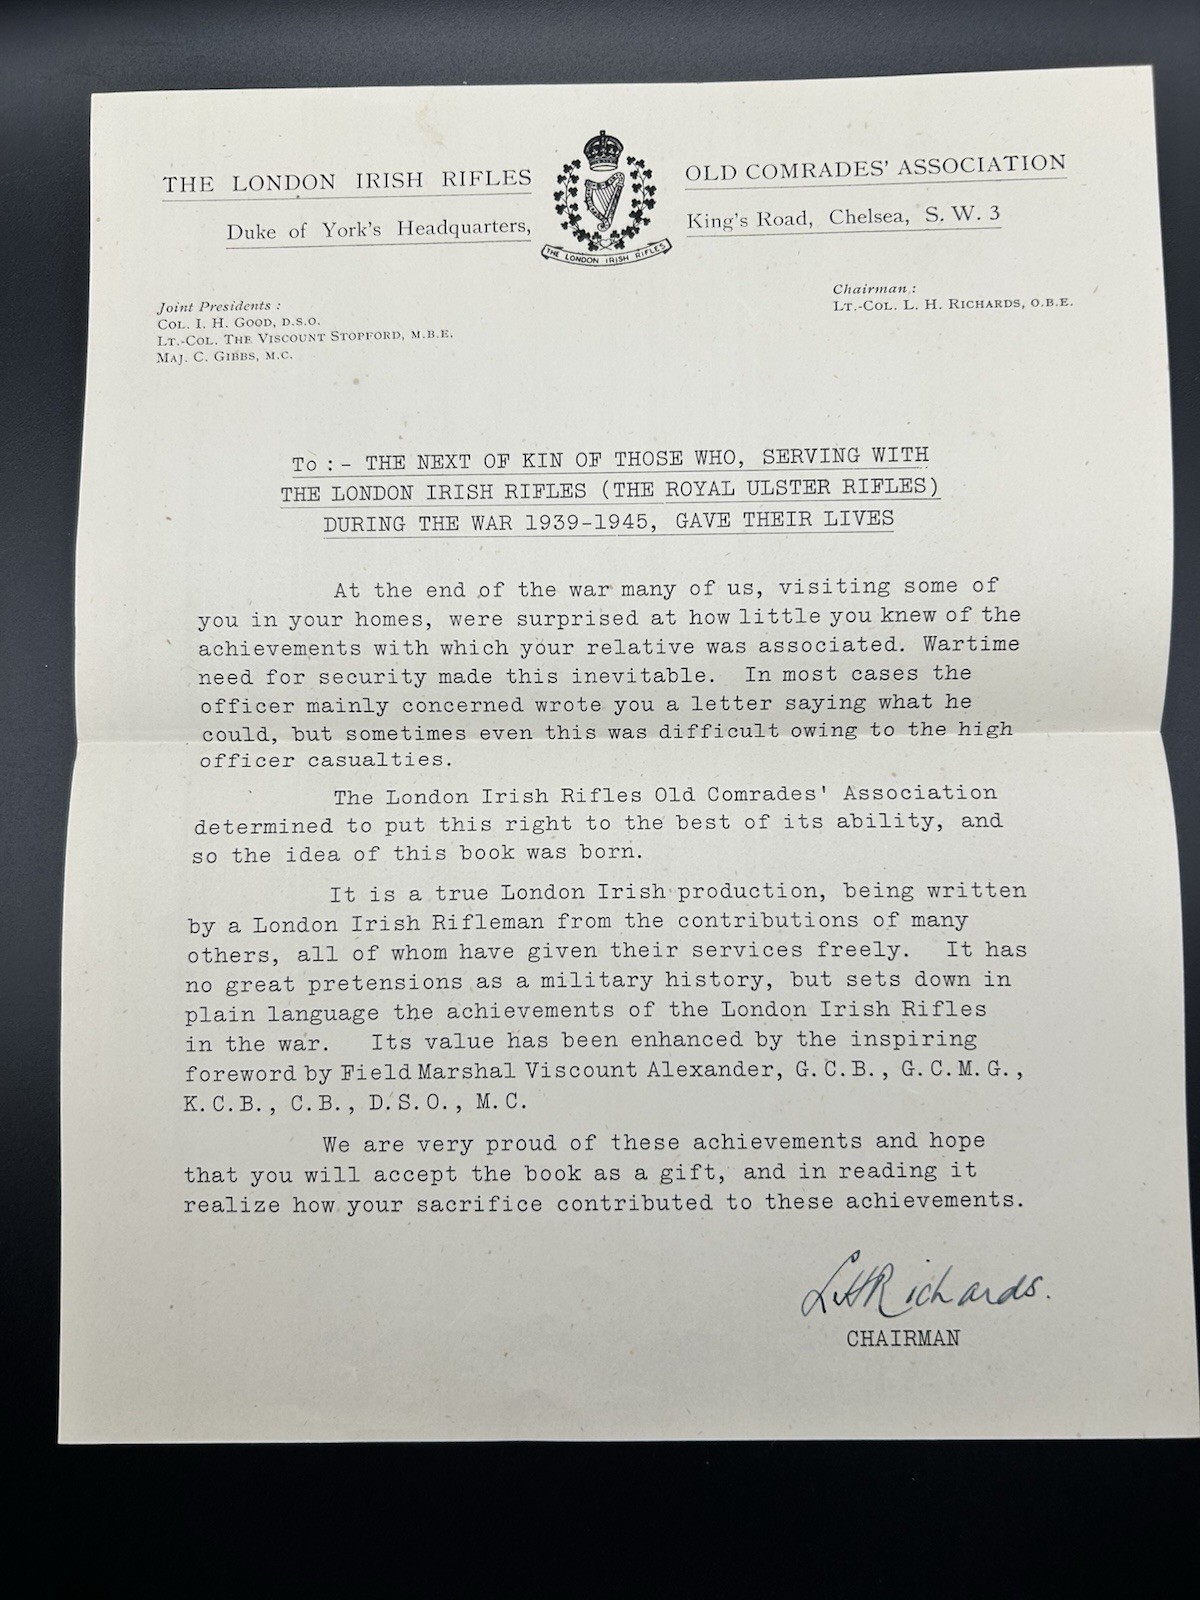 THE LONDON IRISH RIFLES OLD COMRADES' ASSOCIATION
Duke of York's Headquarters, King's Road, Chelsea, S. W. 3
THE LONDON IRISH RIFLES
Joint Presidents :
COL. I. H. GOOD, D.S.O.
LT.-COL. THE VISCOUNT STOPFORD, M.B.E.
MAJ. C. GIBBS, M.C.
Chairman :
LT.-COL. L. H. RICHARDS, O.B.E.
To :- THE NEXT OF KIN OF THOSE WHO, SERVING WITH
THE LONDON IRISH RIFLES (THE ROYAL ULSTER RIFLES)
DURING THE WAR 1939-1945, GAVE THEIR LIVES
At the end of the war many of us, visiting some of
you in your homes, were surprised at how little you knew of the
achievements with which your relative was associated. Wartime
need for security made this inevitable. In most cases the
officer mainly concerned wrote you a letter saying what he
could, but sometimes even this was difficult owing to the high
officer casualties.
The London Irish Rifles Old Comrades' Association
determined to put this right to the best of its ability, and
so the idea of this book was born.
It is a true London Irish production, being written
by a London Irish Rifleman from the contributions of many
others, all of whom have given their services freely. It has
no great pretensions as a military history, but sets down in
plain language the achievements of the London Irish Rifles
in the war. Its value has been enhanced by the inspiring
foreword by Field Marshal Viscount Alexander, G.C.B., G.C.M.G.,
K.C.B., C.B., D.S.O., M.C.
We are very proud of these achievements and hope
that you will accept the book as a gift, and in reading it
realize how your sacrifice contributed to these achievements.
LHRichards.
CHAIRMAN